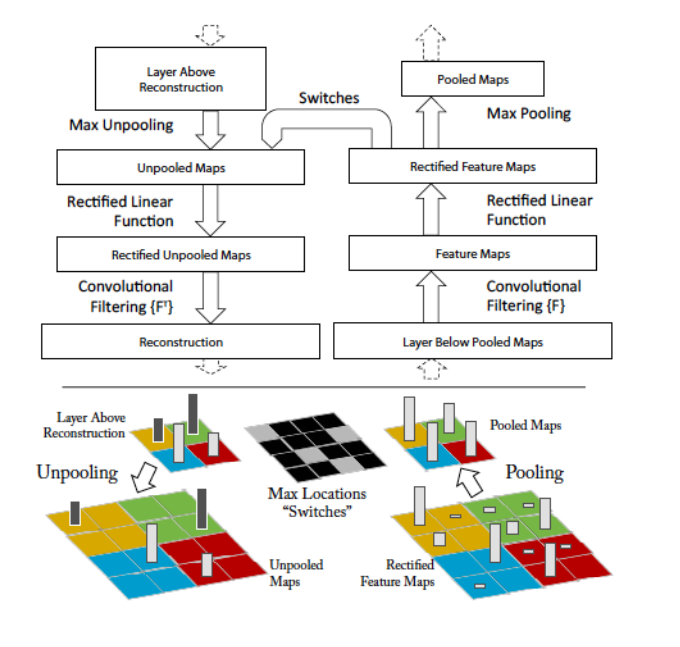 Layer Above
Reconstruction
Pooled Maps
Switches
Max Unpooling
Max Pooling
Unpooled Maps
Rectified Feature Maps
Rectified Linear
Function
Rectified Linear
Function
Rectified Unpooled Maps
Feature Maps
Convolutional
Filtering {Fᵀ}
Convolutional
Filtering {F}
Reconstruction
Layer Below Pooled Maps
Layer Above
Reconstruction
Pooled Maps
Unpooling
Max Locations
“Switches”
Pooling
Unpooled
Maps
Rectified
Feature Maps